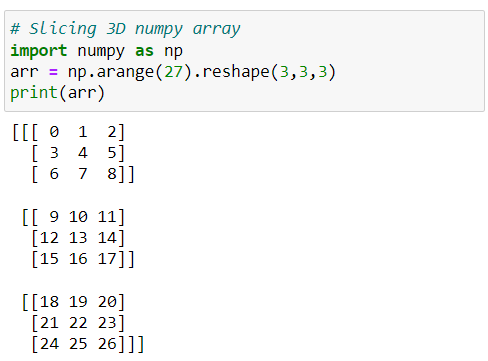 # Slicing 3D numpy array
import numpy as np
arr = np.arange(27).reshape(3,3,3)
print(arr)
[[[ 0  1  2]
  [ 3  4  5]
  [ 6  7  8]]

 [[ 9 10 11]
  [12 13 14]
  [15 16 17]]

 [[18 19 20]
  [21 22 23]
  [24 25 26]]]